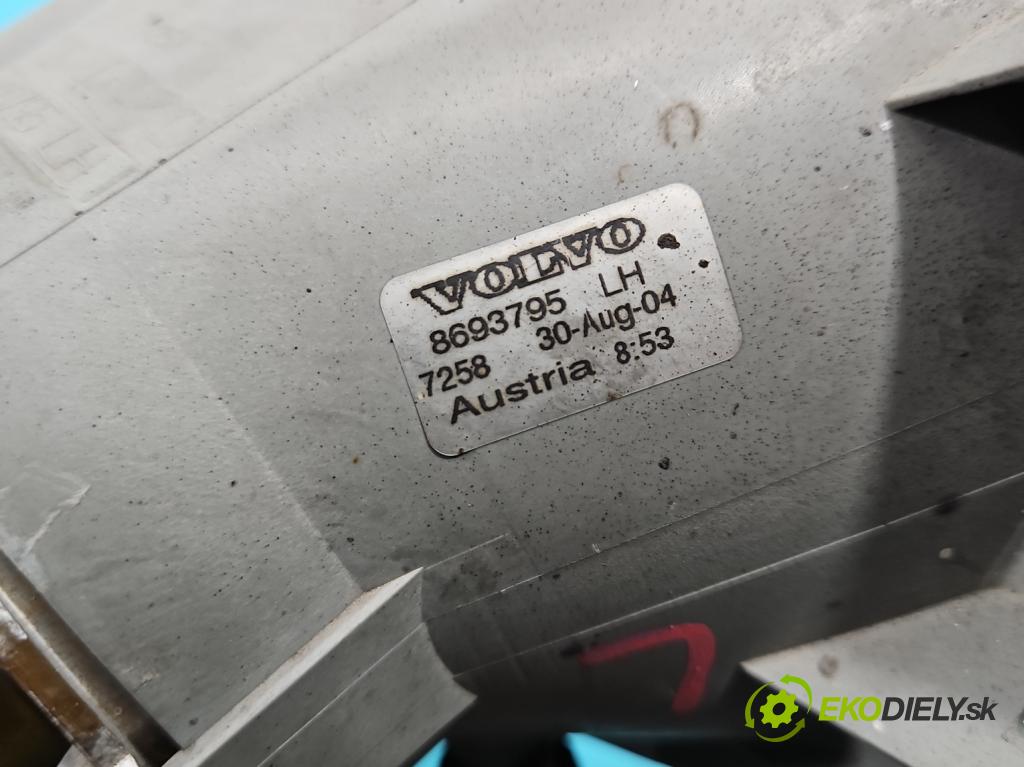 VOLVO
8693795 LH
7258 30-Aug-04
Austria 8:53
EKODIELY.sk